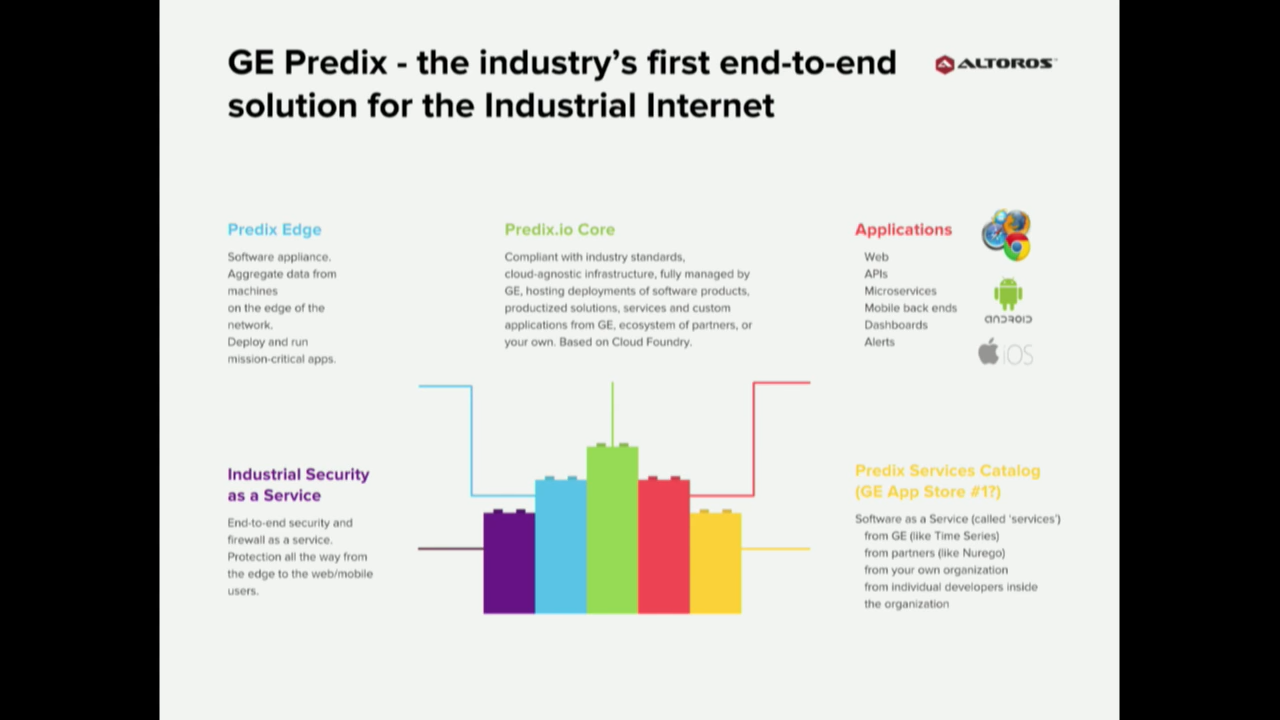 GE Predix - the industry’s first end-to-end
solution for the Industrial Internet
ALTOROS
Predix Edge
Software appliance.
Aggregate data from
machines
on the edge of the
network.
Deploy and run
mission-critical apps.
Predix.io Core
Compliant with industry standards,
cloud-agnostic infrastructure, fully managed by
GE, hosting deployments of software products,
productized solutions, services and custom
applications from GE, ecosystem of partners, or
your own. Based on Cloud Foundry.
Applications
Web
APIs
Microservices
Mobile back ends
Dashboards
Alerts
ANDROID
iOS
Industrial Security
as a Service
End-to-end security and
firewall as a service.
Protection all the way from
the edge to the web/mobile
users.
Predix Services Catalog
(GE App Store #1?)
Software as a Service (called ‘services’)
from GE (like Time Series)
from partners (like Nurego)
from your own organization
from individual developers inside
the organization